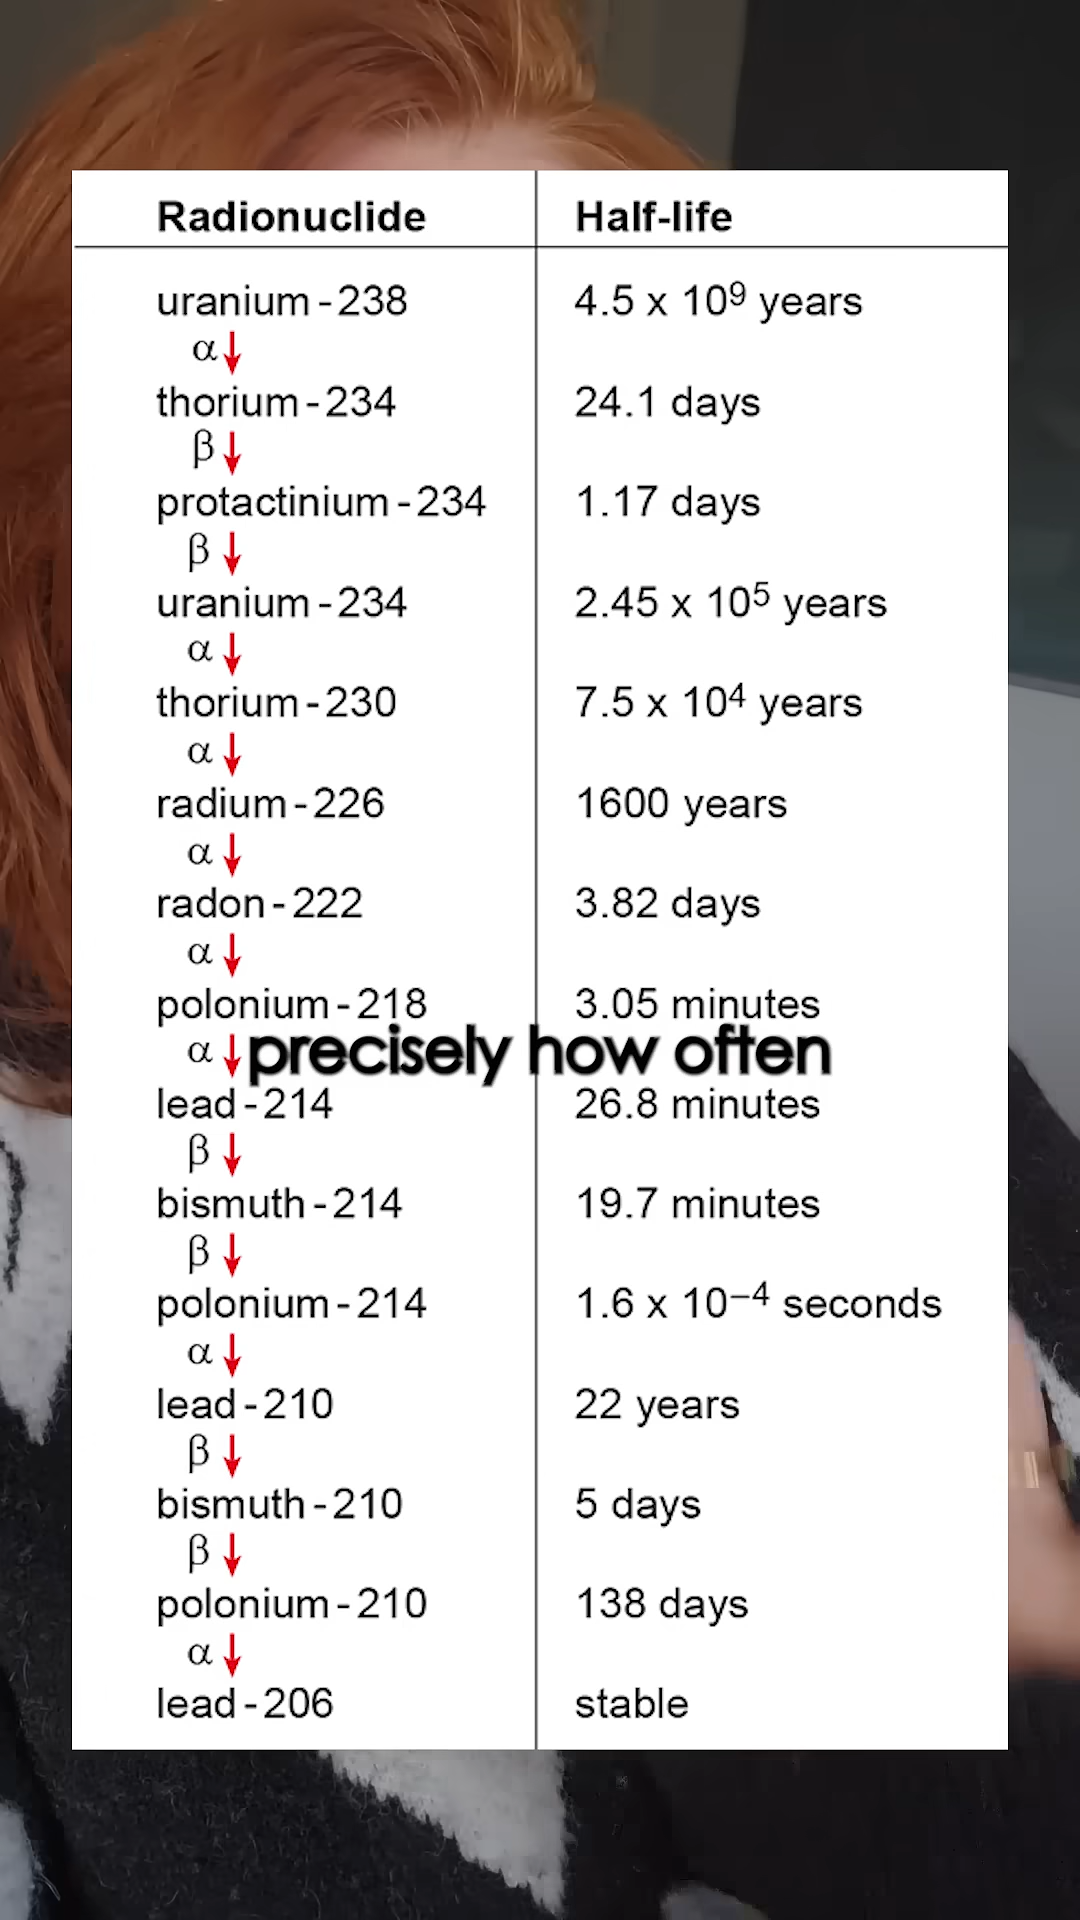 Radionuclide Half-life
uranium-238 4.5 x 10⁹ years
α
thorium-234 24.1 days
β
protactinium-234 1.17 days
β
uranium-234 2.45 x 10⁵ years
α
thorium-230 7.5 x 10⁴ years
α
radium-226 1600 years
α
radon-222 3.82 days
α
polonium-218 3.05 minutes
α precisely how often
lead-214 26.8 minutes
β
bismuth-214 19.7 minutes
β
polonium-214 1.6 x 10⁻⁴ seconds
α
lead-210 22 years
β
bismuth-210 5 days
β
polonium-210 138 days
α
lead-206 stable